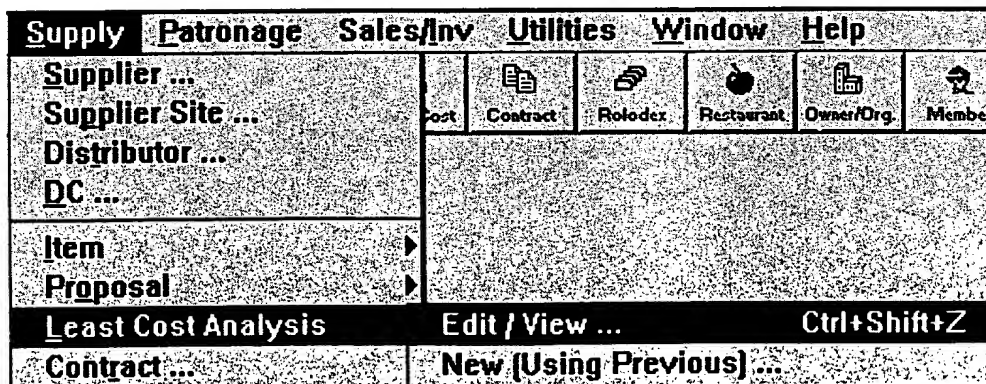 Supply Patronage Sales/Inv Utilities Window Help
Supplier ...
Supplier Site ...
Distributor ...
DC ...
Cost Contract Rolodex Restaurant Owner/Org. Membe
Item
Proposal
Least Cost Analysis Edit / View ... Ctrl+Shift+Z
Contract ... New (Using Previous) ...